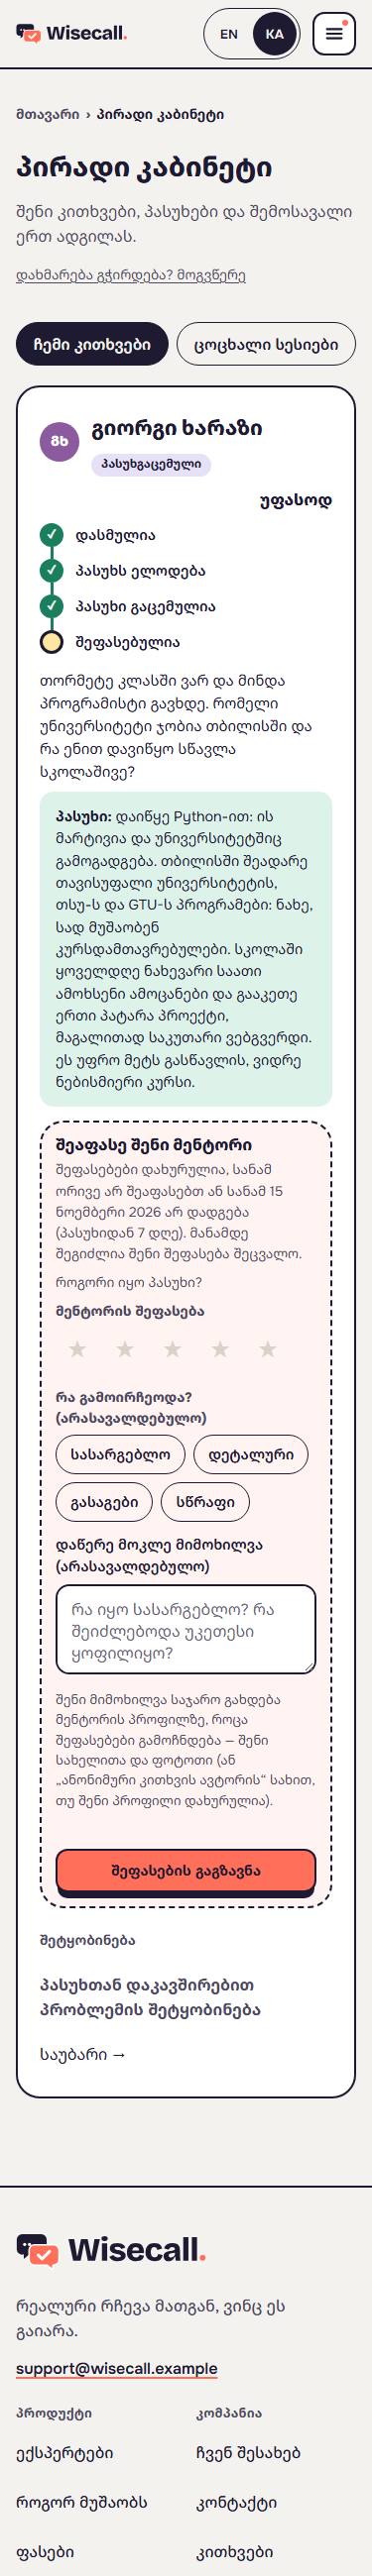 Wisecall.
EN
KA
მთავარი › პირადი კაბინეტი
პირადი კაბინეტი
შენი კითხვები, პასუხები და შემოსავალი
ერთ ადგილას.
დახმარება გჭირდება? მოგვწერე
ჩემი კითხვები
ცოცხალი სესიები
გხ
გიორგი ხარაზი
პასუხგაცემული
უფასოდ
დასმულია
პასუხს ელოდება
პასუხი გაცემულია
შეფასებულია
თორმეტე კლასში ვარ და მინდა
პროგრამისტი გავხდე. რომელი
უნივერსიტეტი ჯობია თბილისში და
რა ენით დავიწყო სწავლა
სკოლაშივე?
პასუხი: დაიწყე Python-ით: ის
მარტივია და უნივერსიტეტშიც
გამოგადგება. თბილისში შეადარე
თავისუფალი უნივერსიტეტის,
თსუ-ს და GTU-ს პროგრამები: ნახე,
სად მუშაობენ
კურსდამთავრებულები. სკოლაში
ყოველდღე ნახევარი საათი
ამოხსენი ამოცანები და გააკეთე
ერთი პატარა პროექტი,
მაგალითად საკუთარი ვებგვერდი.
ეს უფრო მეტს გასწავლის, ვიდრე
ნებისმიერი კურსი.
შეაფასე შენი მენტორი
შეფასებები დახურულია, სანამ
ორივე არ შეაფასებთ ან სანამ 15
ნოემბერი 2026 არ დადგება
(პასუხიდან 7 დღე). მანამდე
შეგიძლია შენი შეფასება შეცვალო.
როგორი იყო პასუხი?
მენტორის შეფასება
★ ★ ★ ★ ★
რა გამოირჩეოდა?
(არასავალდებულო)
სასარგებლო
დეტალური
გასაგები
სწრაფი
დაწერე მოკლე მიმოხილვა
(არასავალდებულო)
რა იყო სასარგებლო? რა
შეიძლებოდა უკეთესი
ყოფილიყო?
შენი მიმოხილვა საჯარო გახდება
მენტორის პროფილზე, როცა
შეფასებები გამოჩნდება – შენი
სახელითა და ფოტოთი (ან
„ანონიმური კითხვის ავტორის“ სახით,
თუ შენი პროფილი დახურულია).
შეფასების გაგზავნა
შეტყობინება
პასუხთან დაკავშირებით
პრობლემის შეტყობინება
საუბარი →
Wisecall.
რეალური რჩევა მათგან, ვინც ეს
გაიარა.
support@wisecall.example
პროდუქტი
კომპანია
ექსპერტები
ჩვენ შესახებ
როგორ მუშაობს
კონტაქტი
ფასები
კითხვები